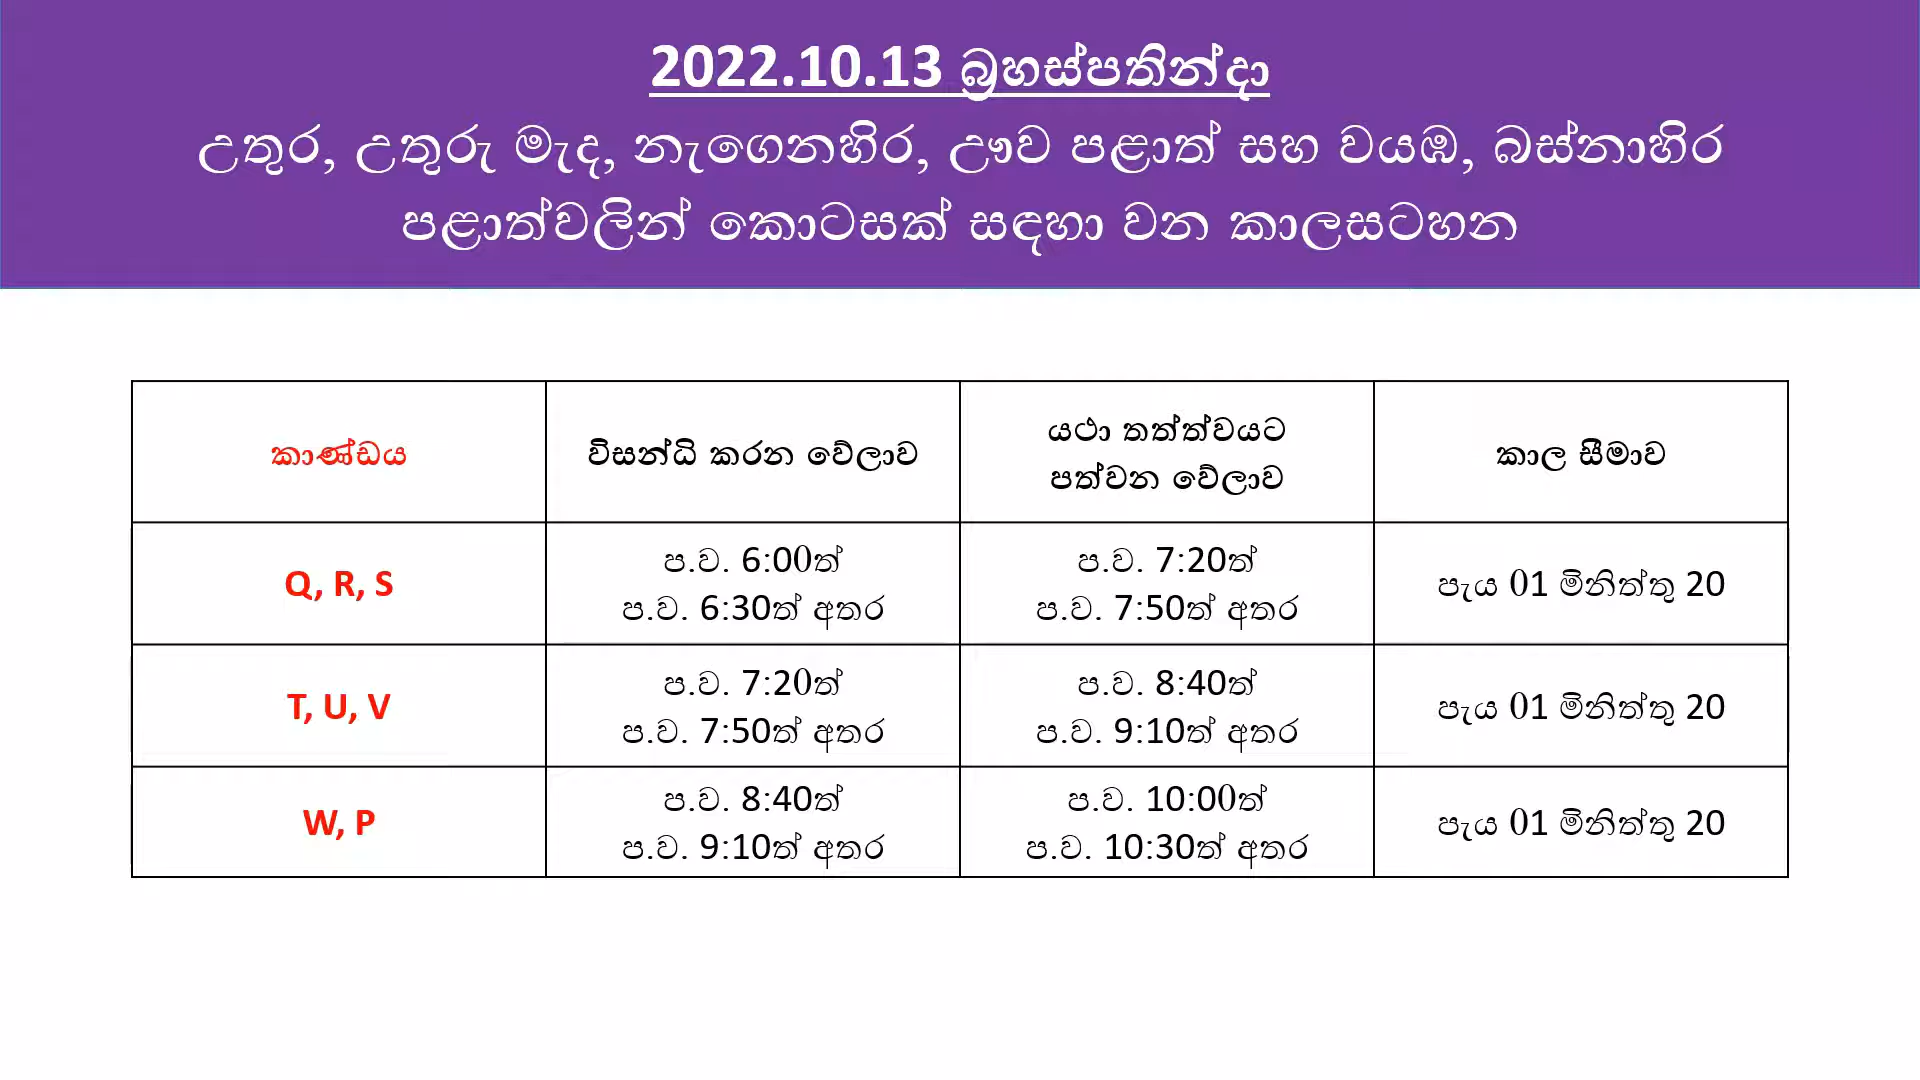 2022.10.13 බ්‍රහස්පතින්දා
උතුර, උතුරු මැද, නැගෙනහිර, ඌව පළාත් සහ වයඹ, බස්නාහිර
පළාත්වලින් කොටසක් සඳහා වන කාලසටහන
කාණ්ඩය
විසන්ධි කරන වේලාව
යථා තත්ත්වයට
පත්වන වේලාව
කාල සීමාව
Q, R, S
ප.ව. 6:00ත්
ප.ව. 6:30ත් අතර
ප.ව. 7:20ත්
ප.ව. 7:50ත් අතර
පැය 01 මිනිත්තු 20
T, U, V
ප.ව. 7:20ත්
ප.ව. 7:50ත් අතර
ප.ව. 8:40ත්
ප.ව. 9:10ත් අතර
පැය 01 මිනිත්තු 20
W, P
ප.ව. 8:40ත්
ප.ව. 9:10ත් අතර
ප.ව. 10:00ත්
ප.ව. 10:30ත් අතර
පැය 01 මිනිත්තු 20